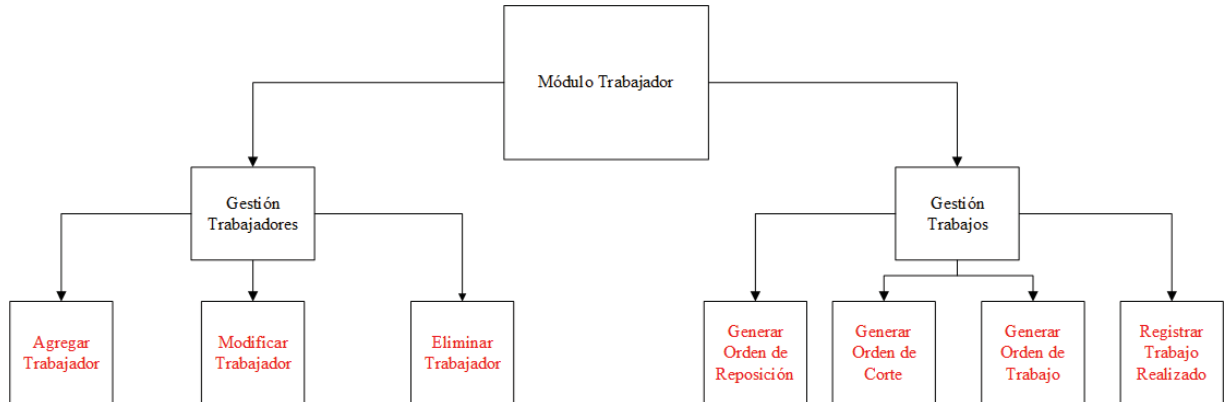 Módulo Trabajador
Gestión
Trabajadores
Gestión
Trabajos
Agregar
Trabajador
Modificar
Trabajador
Eliminar
Trabajador
Generar
Orden de
Reposición
Generar
Orden de
Corte
Generar
Orden de
Trabajo
Registrar
Trabajo
Realizado